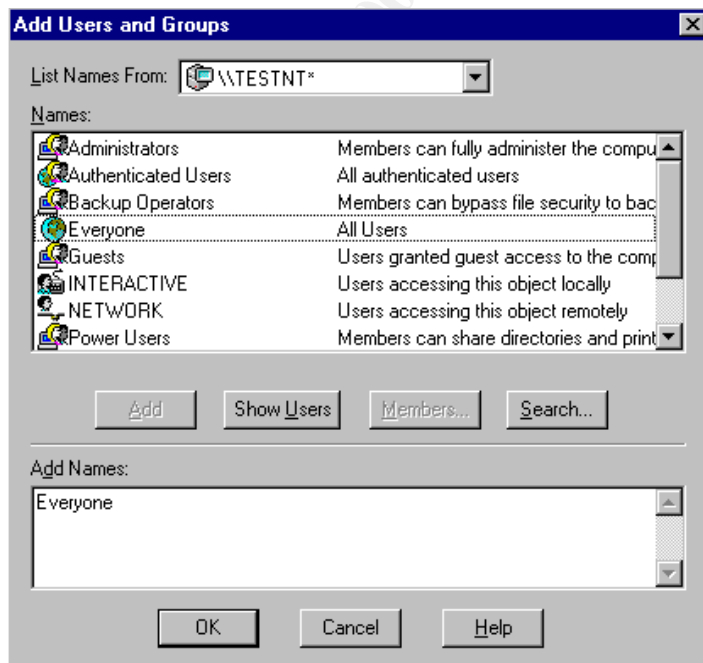 Add Users and Groups
List Names From: \\TESTNT*
Names:
Administrators Members can fully administer the compu
Authenticated Users All authenticated users
Backup Operators Members can bypass file security to bac
Everyone All Users
Guests Users granted guest access to the comp
INTERACTIVE Users accessing this object locally
NETWORK Users accessing this object remotely
Power Users Members can share directories and print
Add Show Users Members... Search...
Add Names:
Everyone
OK Cancel Help